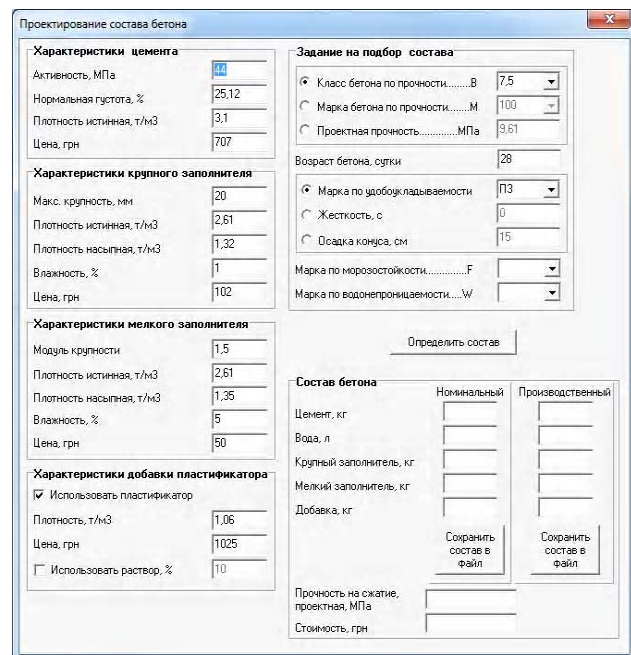 Проектирование состава бетона
Характеристики цемента
Активность, МПа 44
Нормальная густота, % 25,12
Плотность истинная, т/м3 3,1
Цена, грн 707
Характеристики крупного заполнителя
Макс. крупность, мм 20
Плотность истинная, т/м3 2,61
Плотность насыпная, т/м3 1,32
Влажность, % 1
Цена, грн 102
Характеристики мелкого заполнителя
Модуль крупности 1,5
Плотность истинная, т/м3 2,61
Плотность насыпная, т/м3 1,35
Влажность, % 5
Цена, грн 50
Характеристики добавки пластификатора
Использовать пластификатор
Плотность, т/м3 1,06
Цена, грн 1025
Использовать раствор, % 10
Задание на подбор состава
Класс бетона по прочности........В 7,5
Марка бетона по прочности......М 100
Проектная прочность..............МПа 9,61
Возраст бетона, сутки 28
Марка по удобоукладываемости П3
Жесткость, с 0
Осадка конуса, см 15
Марка по морозостойкости..............F
Марка по водонепроницаемости.....W
Определить состав
Состав бетона
Номинальный Производственный
Цемент, кг
Вода, л
Крупный заполнитель, кг
Мелкий заполнитель, кг
Добавка, кг
Сохранить состав в файл
Сохранить состав в файл
Прочность на сжатие,
проектная, МПа
Стоимость, грн